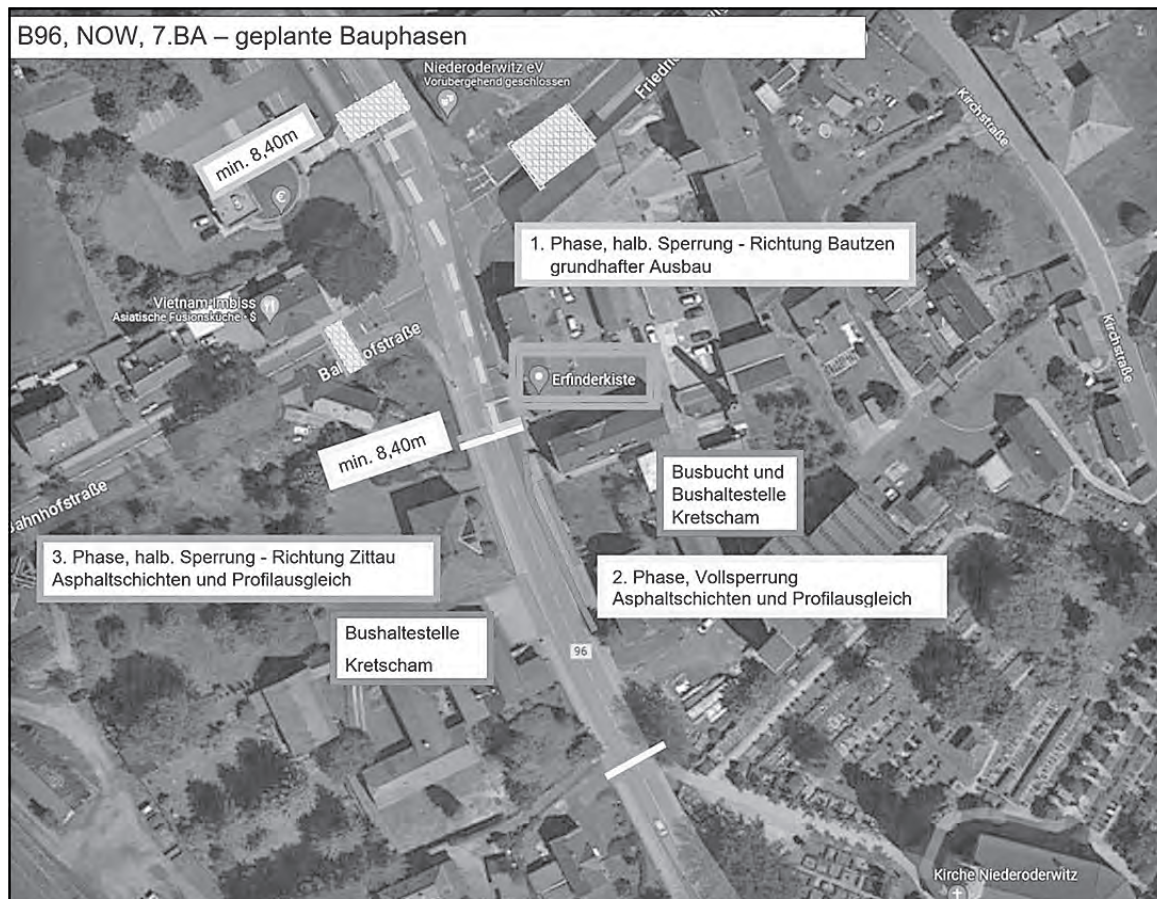 B96, NOW, 7.BA – geplante Bauphasen
Niederoderwitz eV
Vorübergehend geschlossen
Kirchstraße
min. 8,40m
€
1. Phase, halb. Sperrung - Richtung Bautzen
grundhafter Ausbau
Vietnam-Imbiss
Asiatische Fusionsküche · $
Kirchstraße
Erfinderkiste
min. 8,40m
Busbucht und
Bushaltestelle
Kretscham
Bahnhofstraße
3. Phase, halb. Sperrung - Richtung Zittau
Asphaltschichten und Profilausgleich
2. Phase, Vollsperrung
Asphaltschichten und Profilausgleich
Bushaltestelle
Kretscham
96
Kirche Niederoderwitz